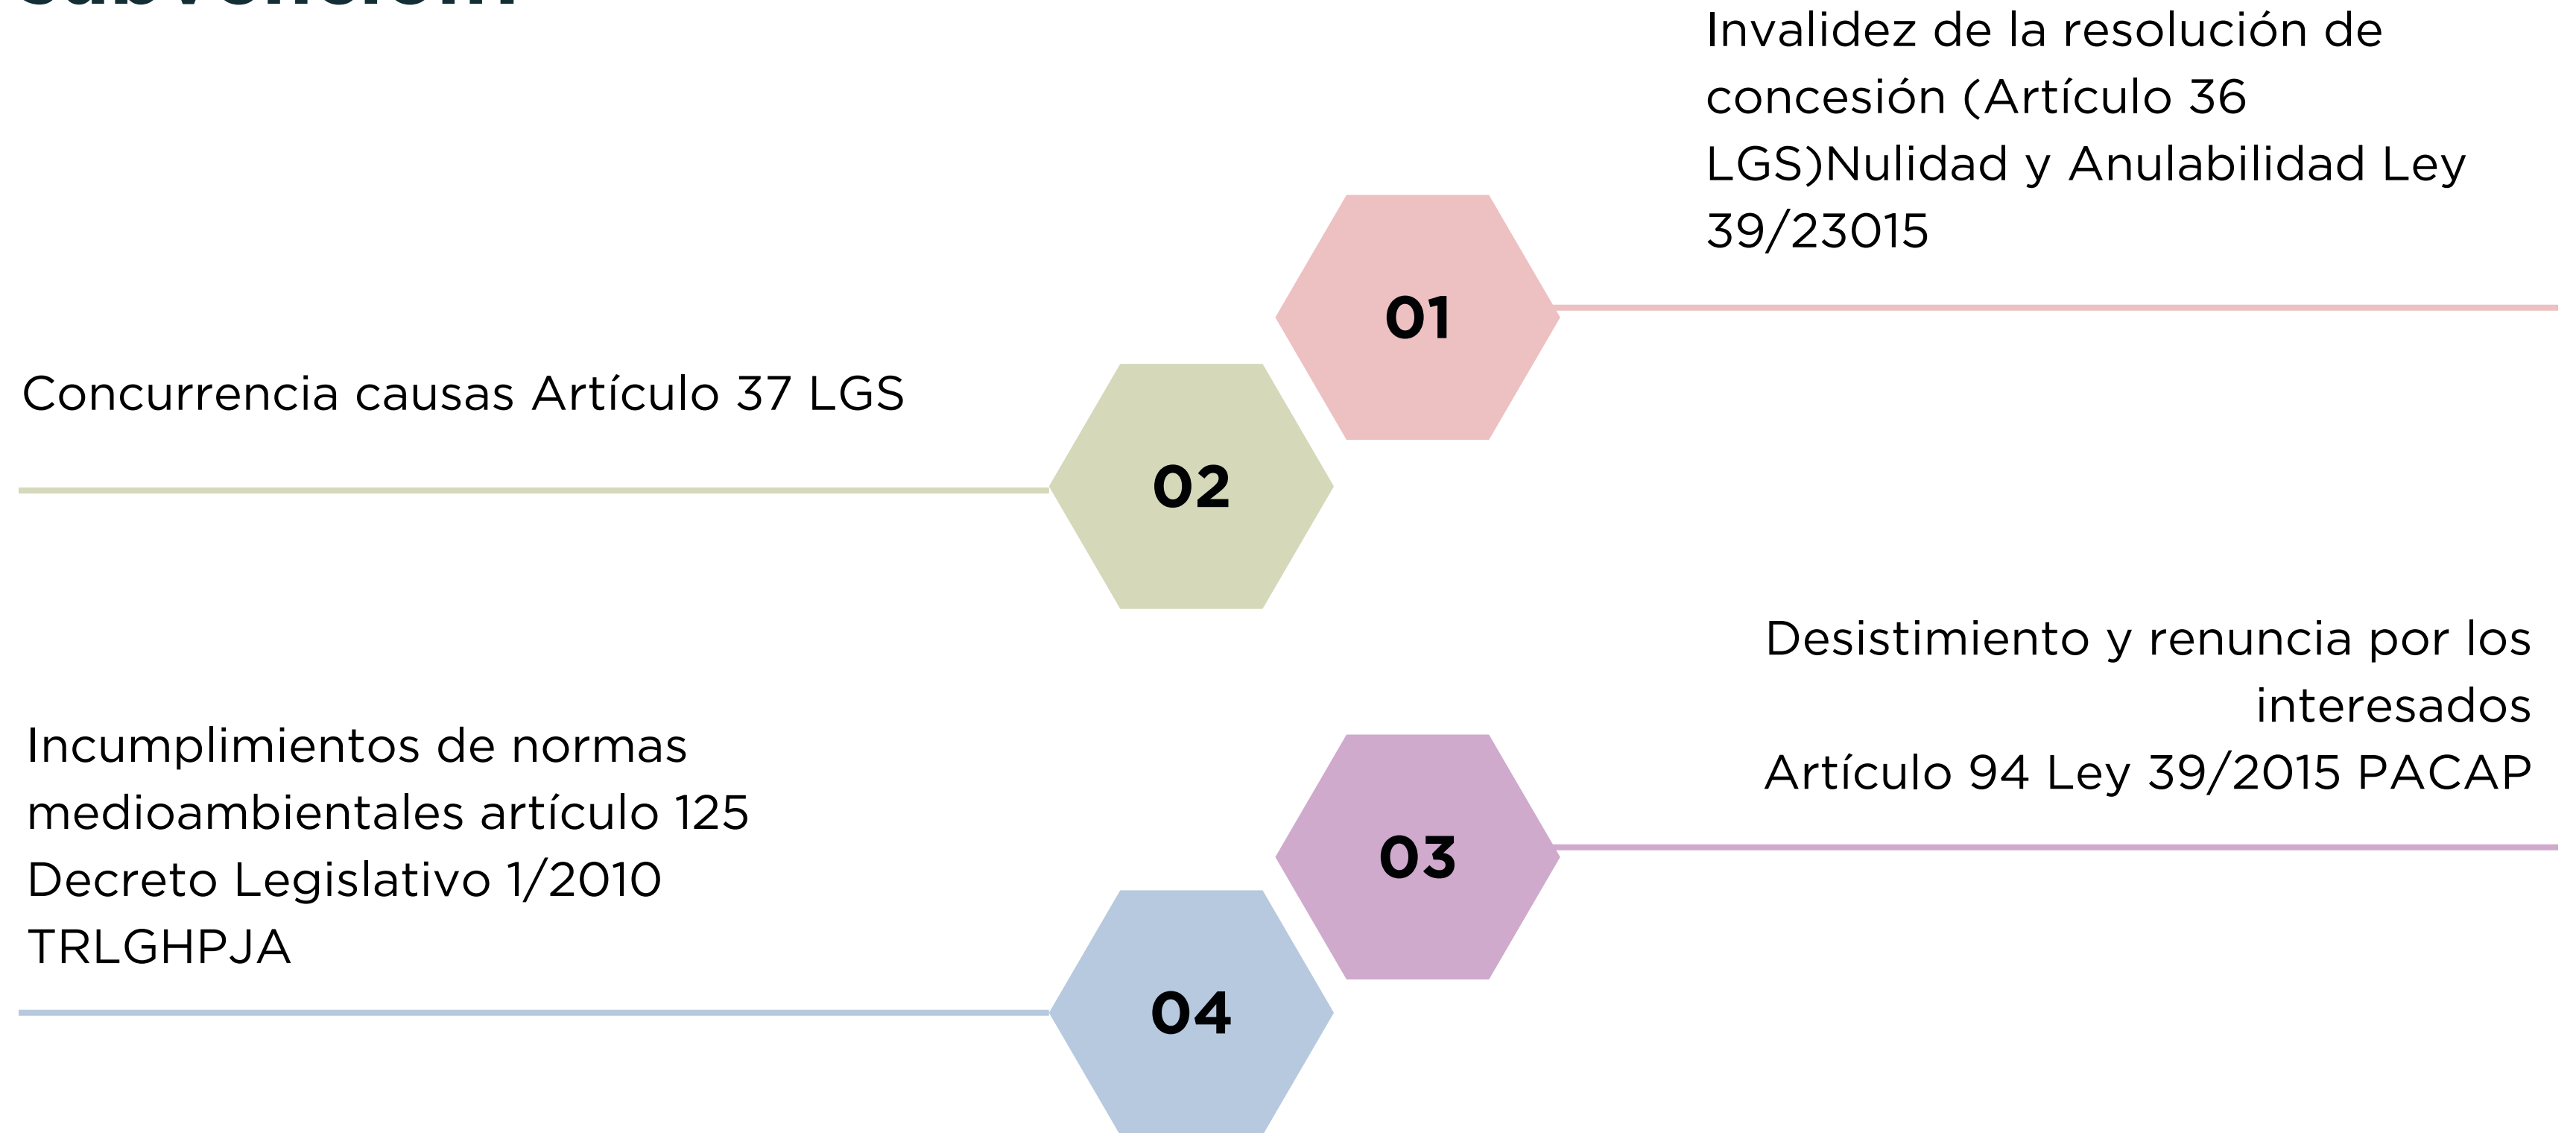 Invalidez de la resolución de
concesión (Artículo 36
LGS)Nulidad y Anulabilidad Ley
39/23015
01
Concurrencia causas Artículo 37 LGS
02
Desistimiento y renuncia por los
interesados
Artículo 94 Ley 39/2015 PACAP
03
Incumplimientos de normas
medioambientales artículo 125
Decreto Legislativo 1/2010
TRLGHPJA
04